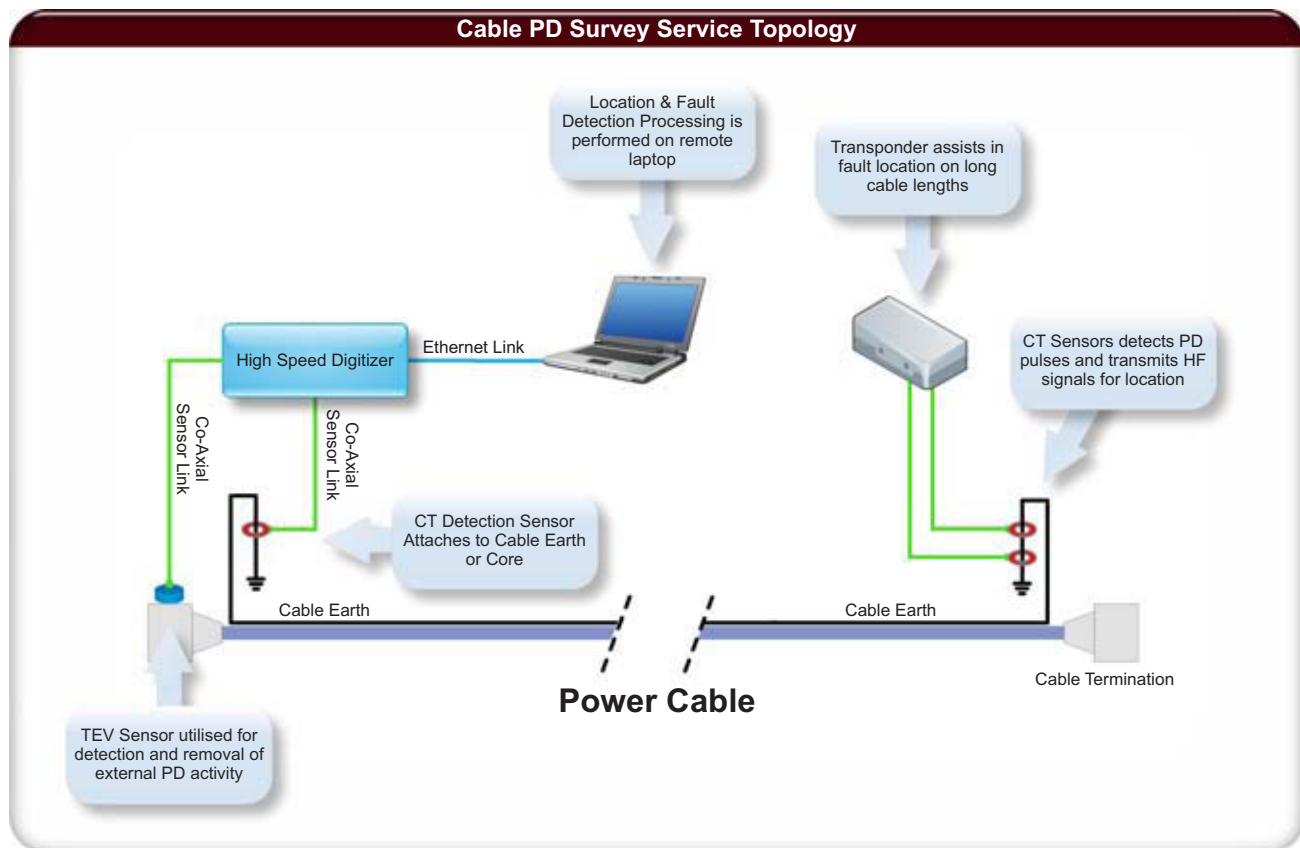 Cable PD Survey Service Topology
Location & Fault
Detection Processing is
performed on remote
laptop
Transponder assists in
fault location on long
cable lengths
CT Sensors detects PD
pulses and transmits HF
signals for location
High Speed Digitizer
Ethernet Link
Co-Axial
Sensor Link
Co-Axial
Sensor Link
CT Detection Sensor
Attaches to Cable Earth
or Core
Cable Earth
Cable Earth
Cable Termination
Power Cable
TEV Sensor utilised for
detection and removal of
external PD activity